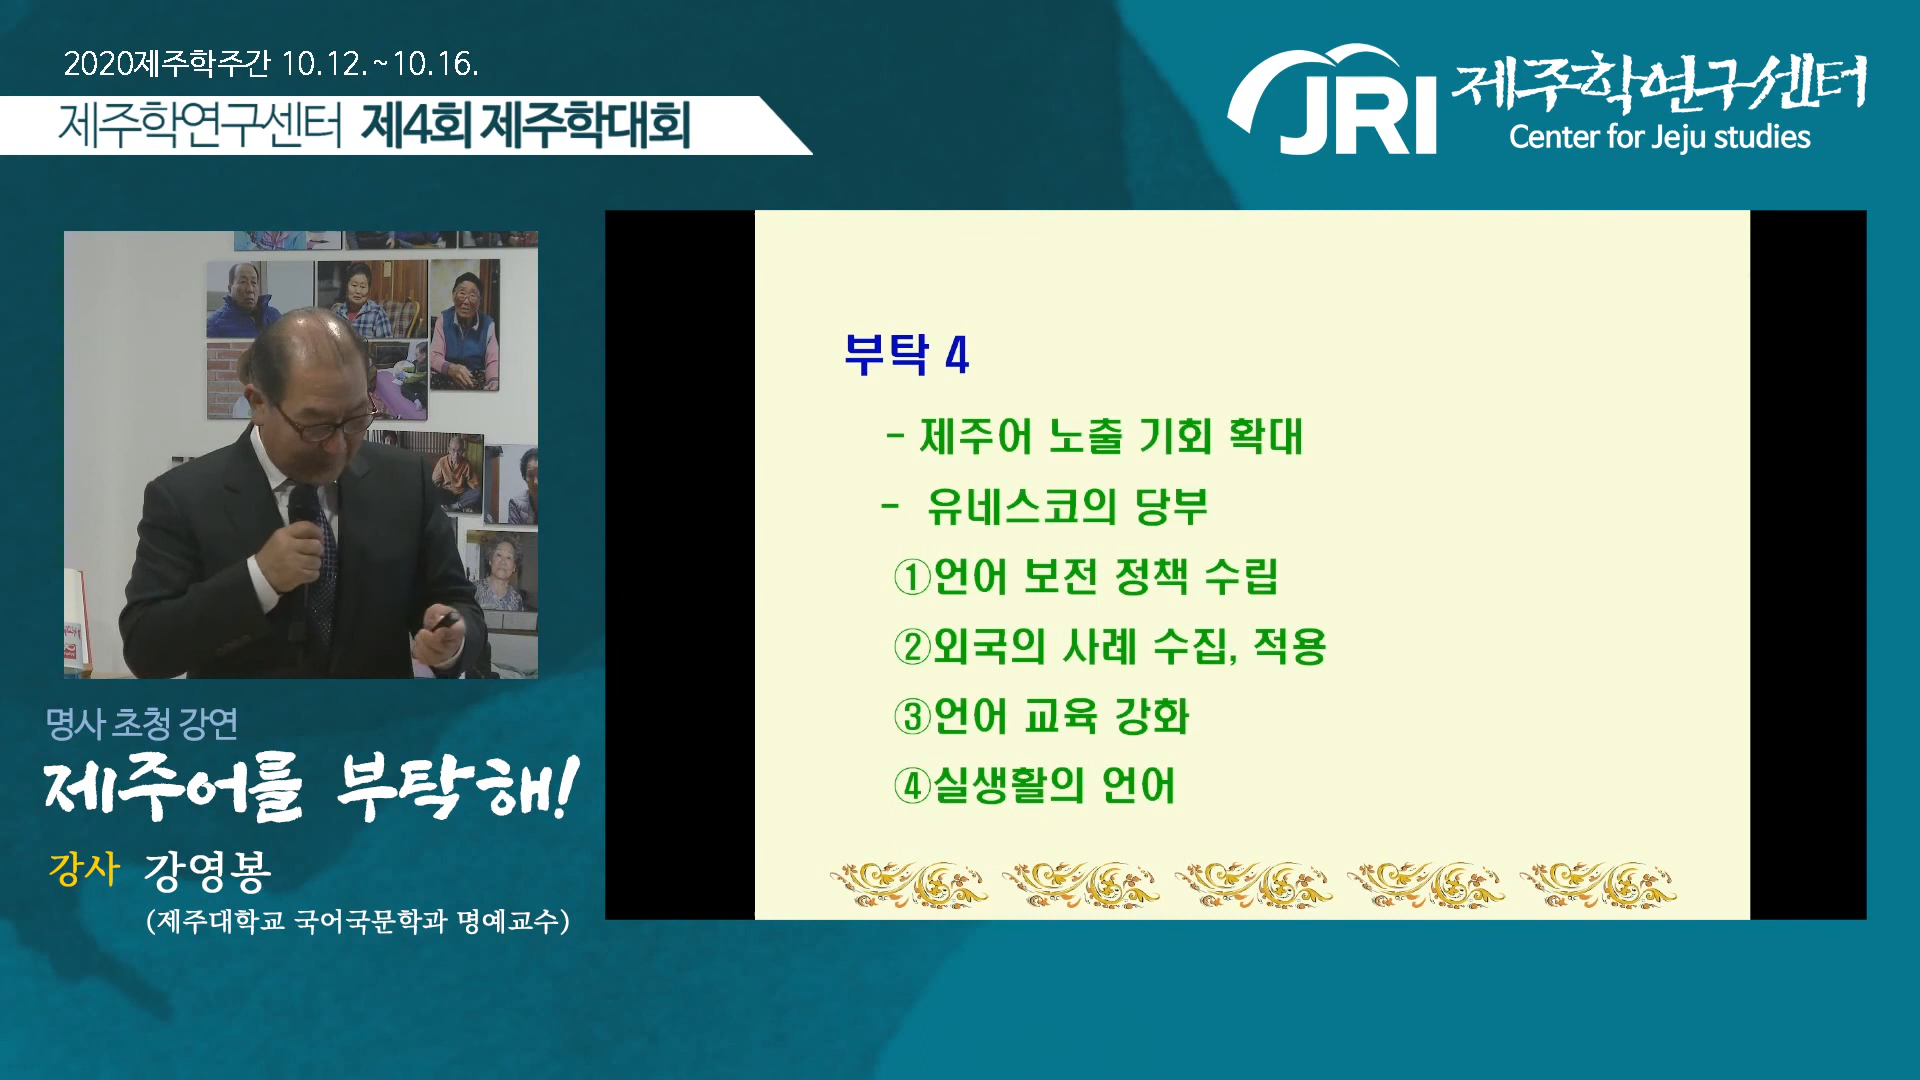 2020제주학주간 10.12.~10.16.
제주학연구센터 제4회 제주학대회
JRI 제주학연구센터
Center for Jeju studies
부탁 4
- 제주어 노출 기회 확대
- 유네스코의 당부
①언어 보전 정책 수립
②외국의 사례 수집, 적용
③언어 교육 강화
④실생활의 언어
명사 초청 강연
제주어를 부탁해!
강사 강영봉
(제주대학교 국어국문학과 명예교수)